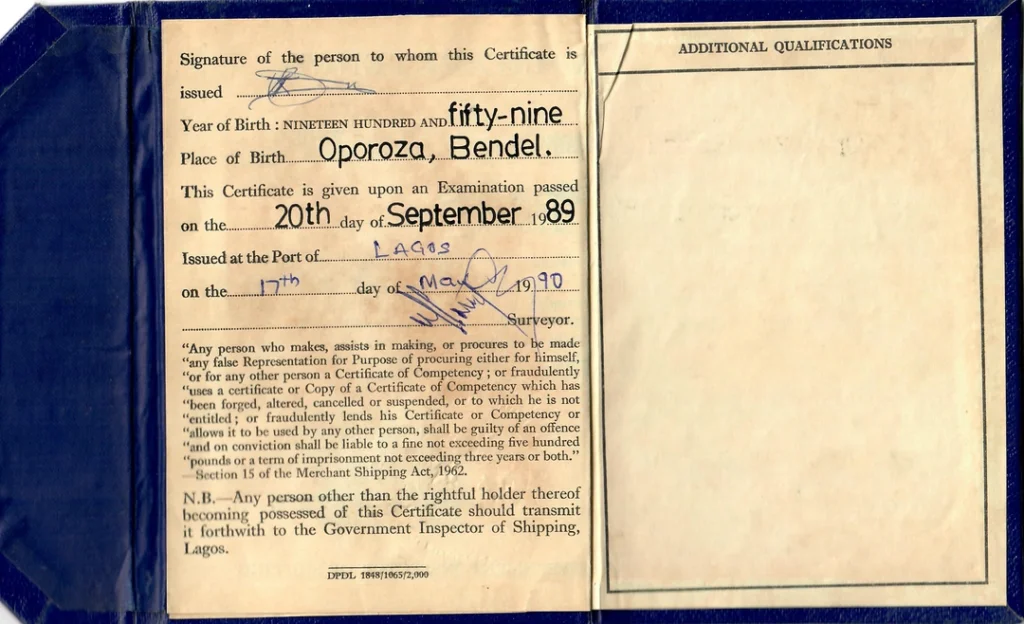 Signature of the person to whom this Certificate is
issued
Year of Birth : NINETEEN HUNDRED AND fifty-nine
Place of Birth Oporoza, Bendel.
This Certificate is given upon an Examination passed
on the 20th day of September 1989
Issued at the Port of LAGOS
on the 17th day of May 1990
Surveyor.
"Any person who makes, assists in making, or procures to be made
"any false Representation for Purpose of procuring either for himself,
"or for any other person a Certificate of Competency ; or fraudulently
"uses a certificate or Copy of a Certificate of Competency which has
"been forged, altered, cancelled or suspended, or to which he is not
"entitled ; or fraudulently lends his Certificate or Competency or
"allows it to be used by any other person, shall be guilty of an offence
"and on conviction shall be liable to a fine not exceeding five hundred
"pounds or a term of imprisonment not exceeding three years or both."
—Section 15 of the Merchant Shipping Act, 1962.
N.B.—Any person other than the rightful holder thereof
becoming possessed of this Certificate should transmit
it forthwith to the Government Inspector of Shipping,
Lagos.
DPDL 1848/1065/2,000
ADDITIONAL QUALIFICATIONS